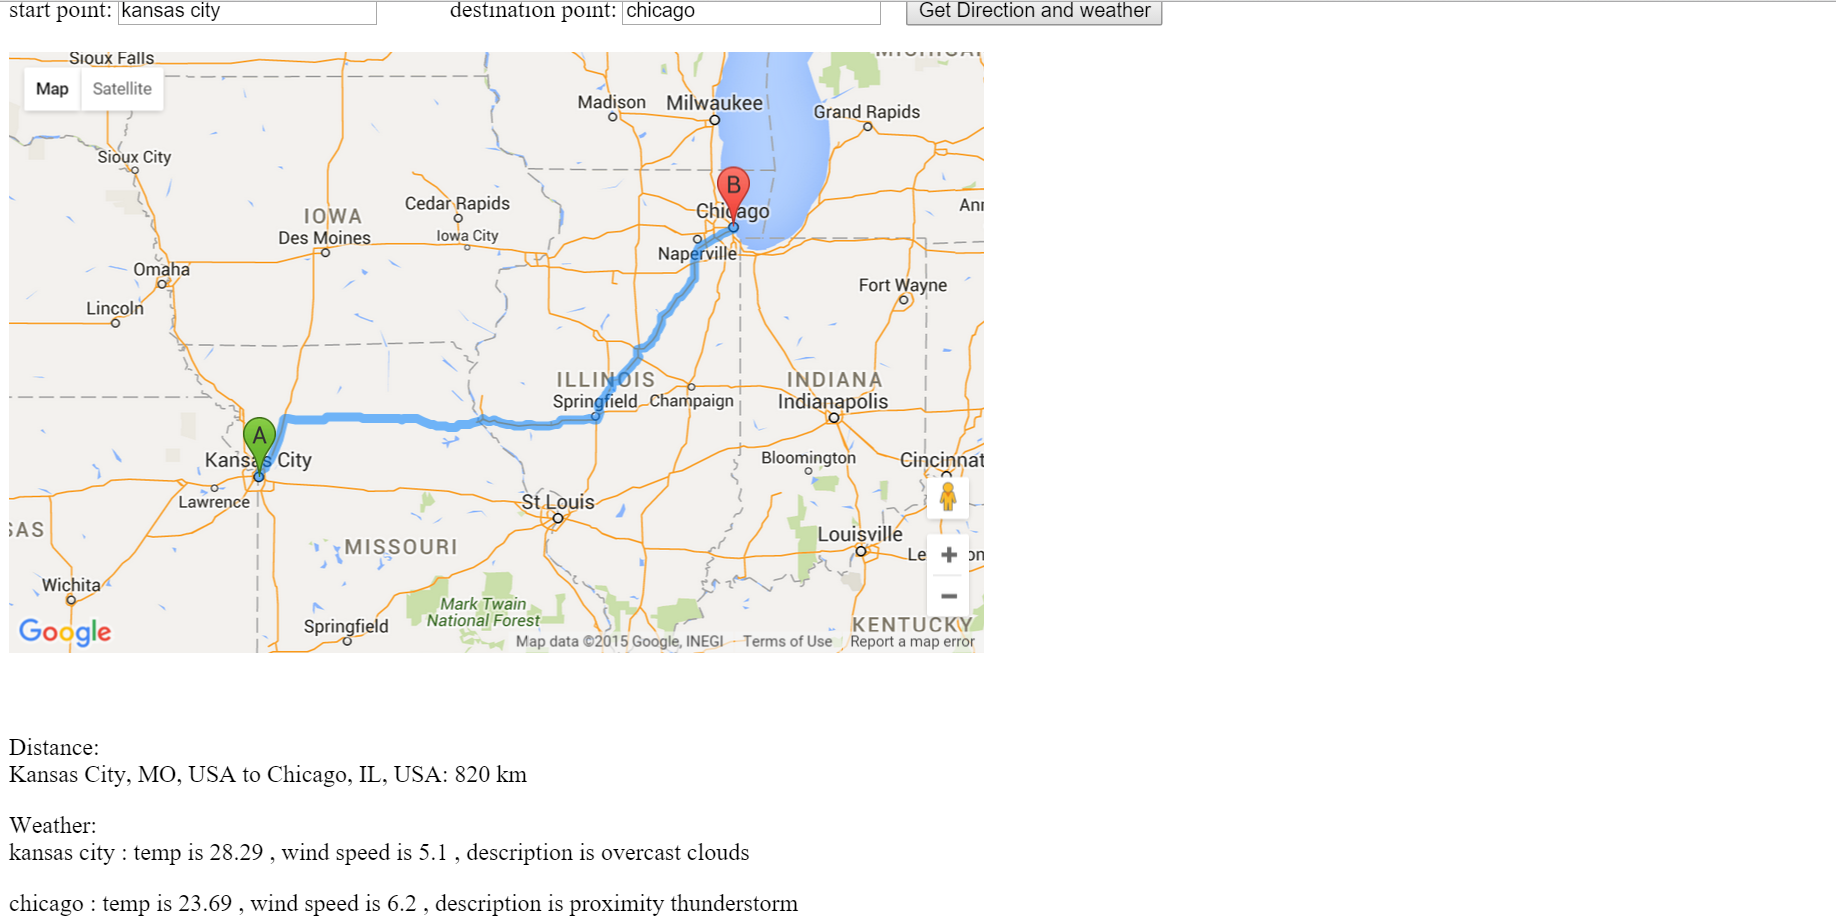 start point: kansas city destination point: chicago Get Direction and weather
Sioux Falls
Map Satellite
Madison Milwaukee
Grand Rapids
Sioux City
B
Chicago
Cedar Rapids
IOWA
Des Moines
Iowa City
Naperville
Omaha
Fort Wayne
Lincoln
ILLINOIS INDIANA
Springfield Champaign Indianapolis
A
Kansas City
Bloomington
Lawrence
St Louis
MISSOURI
Louisville
Wichita
Mark Twain
National Forest
Springfield
KENTUCKY
Google
Map data ©2015 Google, INEGI Terms of Use Report a map error
Distance:
Kansas City, MO, USA to Chicago, IL, USA: 820 km
Weather:
kansas city : temp is 28.29 , wind speed is 5.1 , description is overcast clouds
chicago : temp is 23.69 , wind speed is 6.2 , description is proximity thunderstorm